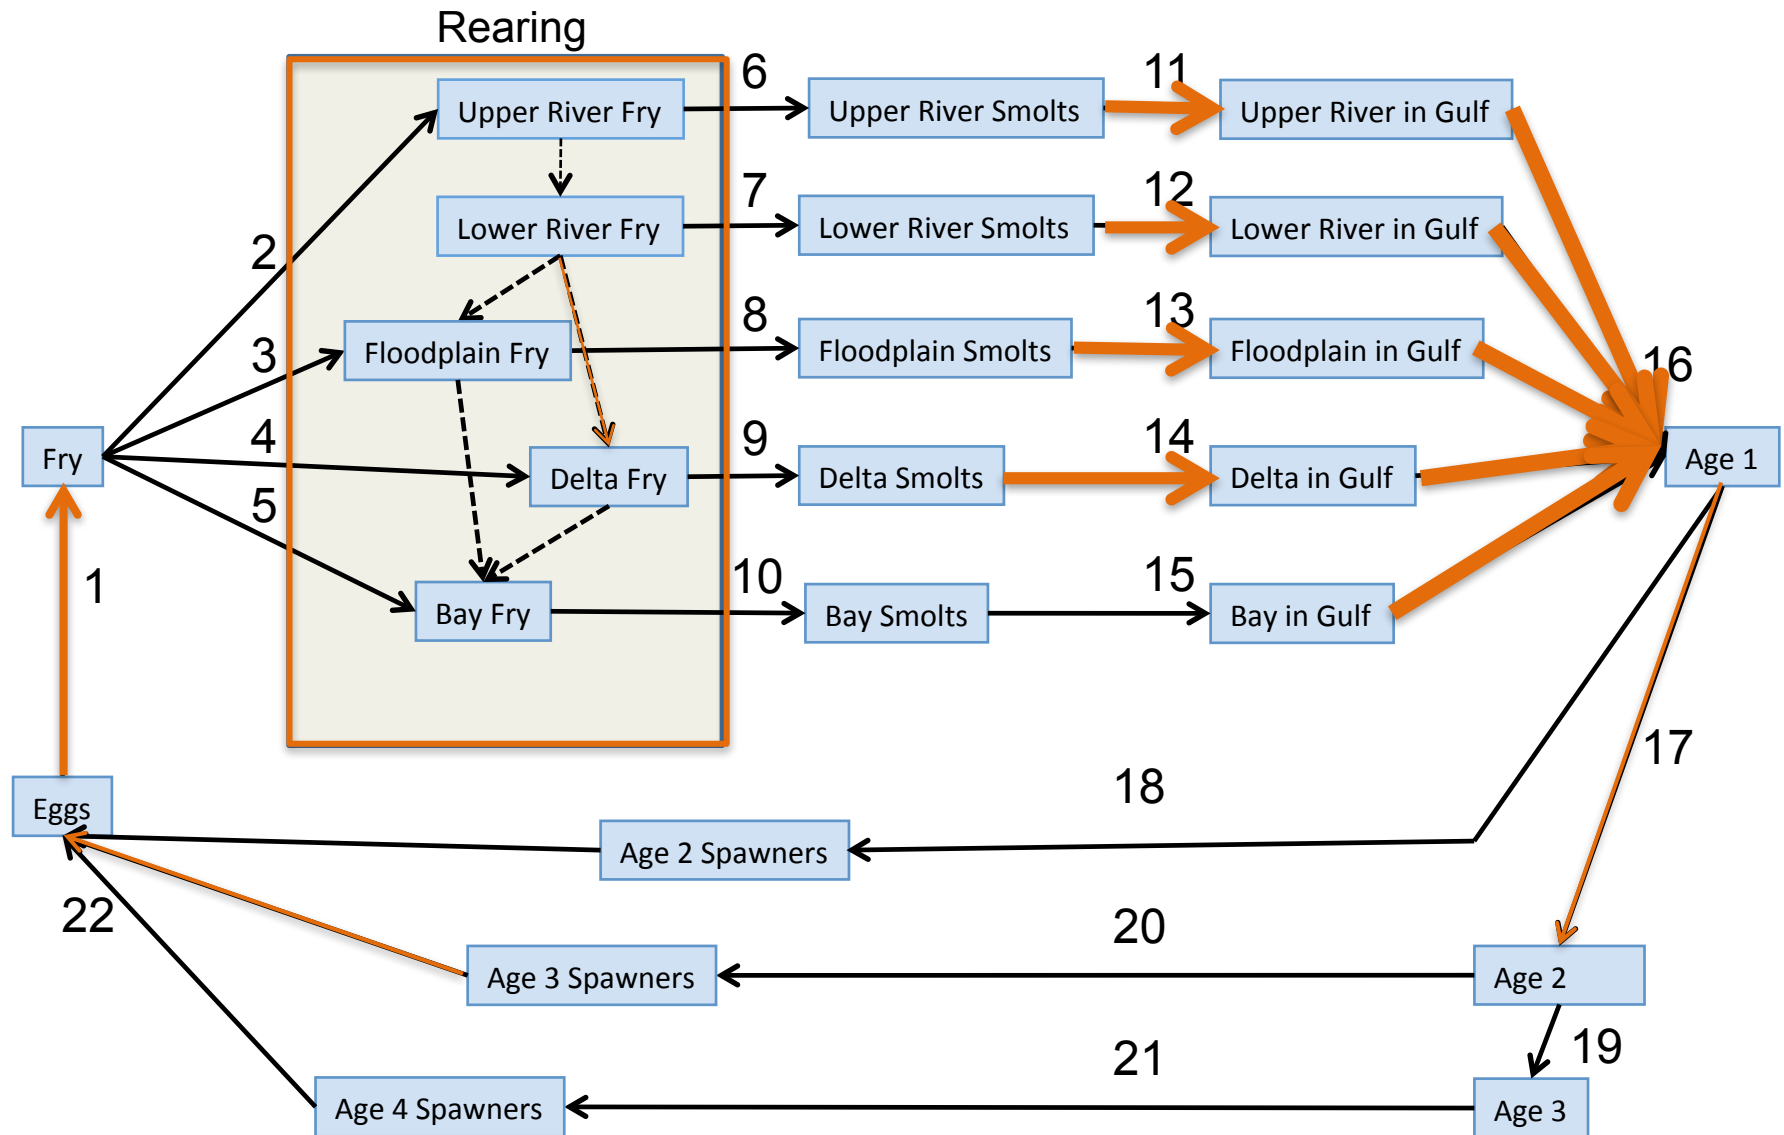 Rearing
6
11
Upper River Fry
Upper River Smolts
Upper River in Gulf
7
12
Lower River Fry
Lower River Smolts
Lower River in Gulf
2
8
13
3
Floodplain Fry
Floodplain Smolts
Floodplain in Gulf
16
Fry
4
9
14
Age 1
Delta Fry
Delta Smolts
Delta in Gulf
5
1
10
15
Bay Fry
Bay Smolts
Bay in Gulf
17
18
Eggs
Age 2 Spawners
22
20
Age 3 Spawners
Age 2
21
19
Age 4 Spawners
Age 3